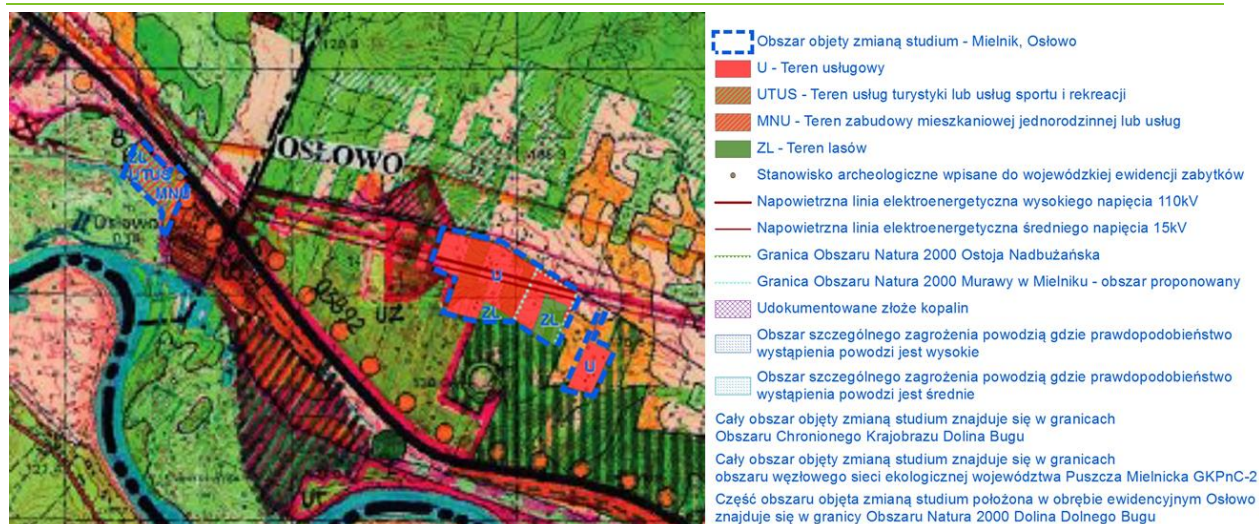 OSŁOWO
ZL
UTUS
MNU
Osłowo
UZ
U
ZL
ZL
U
UT
Obszar objety zmianą studium - Mielnik, Osłowo
U - Teren usługowy
UTUS - Teren usług turystyki lub usług sportu i rekreacji
MNU - Teren zabudowy mieszkaniowej jednorodzinnej lub usług
ZL - Teren lasów
Stanowisko archeologiczne wpisane do wojewódzkiej ewidencji zabytków
Napowietrzna linia elektroenergetyczna wysokiego napięcia 110kV
Napowietrzna linia elektroenergetyczna średniego napięcia 15kV
Granica Obszaru Natura 2000 Ostoja Nadbużańska
Granica Obszaru Natura 2000 Murawy w Mielniku - obszar proponowany
Udokumentowane złoże kopalin
Obszar szczególnego zagrożenia powodzią gdzie prawdopodobieństwo
wystąpienia powodzi jest wysokie
Obszar szczególnego zagrożenia powodzią gdzie prawdopodobieństwo
wystąpienia powodzi jest średnie
Cały obszar objęty zmianą studium znajduje się w granicach
Obszaru Chronionego Krajobrazu Dolina Bugu
Cały obszar objęty zmianą studium znajduje się w granicach
obszaru węzłowego sieci ekologicznej województwa Puszcza Mielnicka GKPnC-2
Część obszaru objęta zmianą studium położona w obrębie ewidencyjnym Osłowo
znajduje się w granicy Obszaru Natura 2000 Dolina Dolnego Bugu